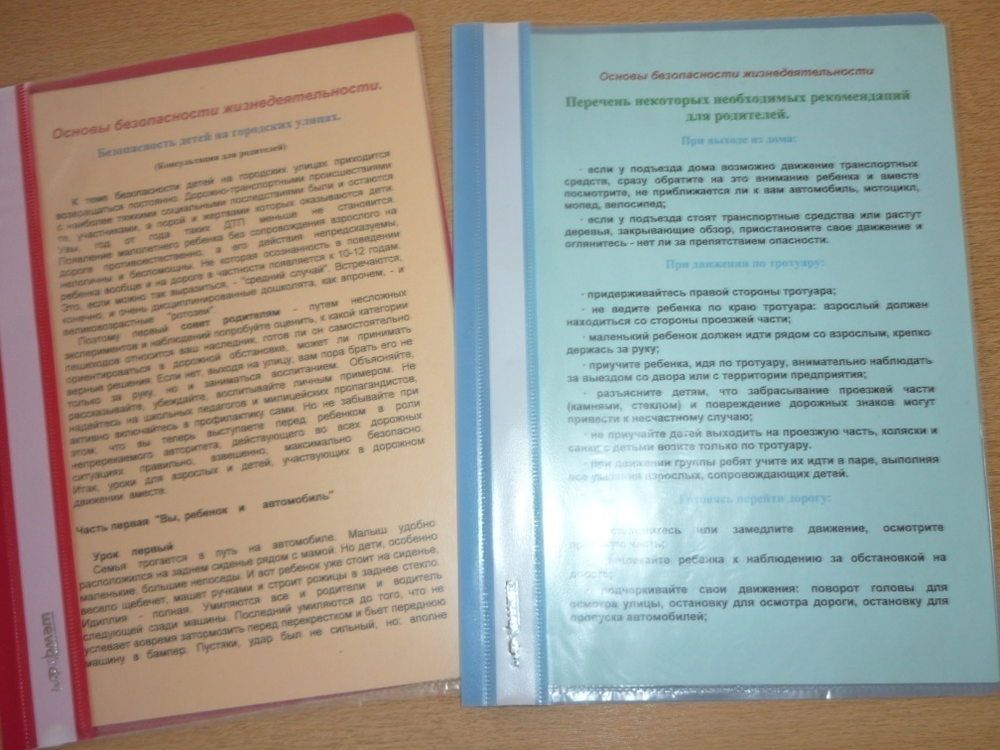 Основы безопасности жизнедеятельности.
Безопасность детей на городских улицах.
(Консультация для родителей)
К теме безопасности детей на городских улицах приходится
возвращаться постоянно. Дорожно-транспортными происшествиями
с наиболее тяжкими социальными последствиями были и остаются
те, участниками, а порой и жертвами которых оказываются дети.
Увы, год от года таких ДТП меньше не становится.
Появление малолетнего ребенка без сопровождения взрослого на
дороге противоестественно, а его действия непредсказуемы,
нелогичны и беспомощны. Не которая осознанность в поведении
ребенка вообще и на дороге в частности появляется к 10-12 годам.
Это, если можно так выразиться, - "средний случай". Встречаются,
конечно, и очень дисциплинированные дошколята, как впрочем, - и
великовозрастные "ротозеи".
Поэтому первый совет родителям - путем несложных
экспериментов и наблюдений попробуйте оценить, к какой категории
пешеходов относится ваш наследник, готов ли он самостоятельно
ориентироваться в дорожной обстановке, может ли принимать
верные решения. Если нет, выходя на улицу, вам пора брать его не
только за руку, но и заниматься воспитанием. Объясняйте,
рассказывайте, убеждайте, воспитывайте личным примером. Не
надейтесь на школьных педагогов и милицейских пропагандистов,
активно включайтесь в профилактику сами. Но не забывайте при
этом, что вы теперь выступаете перед ребенком в роли
непререкаемого авторитета, действующего во всех дорожных
ситуациях правильно, взвешенно, максимально безопасно.
Итак, уроки для взрослых и детей, участвующих в дорожном
движении вместе.
Часть первая "Вы, ребенок и автомобиль"
Урок первый
Семья трогается в путь на автомобиле. Малыш удобно
расположился на заднем сиденье рядом с мамой. Но дети, особенно
маленькие, большие непоседы. И вот ребенок уже стоит на сиденье,
весело щебечет, машет ручками и строит рожицы в заднее стекло.
Идиллия - полная. Умиляются все и родители и водитель
следующей сзади машины. Последний умиляются до того, что не
успевает вовремя затормозить перед перекрестком и бьет переднюю
машину в бампер. Пустяки, удар был не сильный, но: вполне
Основы безопасности жизнедеятельности
Перечень некоторых необходимых рекомендаций
для родителей.
При выходе из дома:
· если у подъезда дома возможно движение транспортных
средств, сразу обратите на это внимание ребенка и вместе
посмотрите, не приближается ли к вам автомобиль, мотоцикл,
мопед, велосипед;
· если у подъезда стоят транспортные средства или растут
деревья, закрывающие обзор, приостановите свое движение и
оглянитесь - нет ли за препятствием опасности.
При движении по тротуару:
· придерживайтесь правой стороны тротуара;
· не ведите ребенка по краю тротуара: взрослый должен
находиться со стороны проезжей части;
· маленький ребенок должен идти рядом со взрослым, крепко
держась за руку;
· приучите ребенка, идя по тротуару, внимательно наблюдать
за выездом со двора или с территории предприятия;
· разъясните детям, что забрасывание проезжей части
(камнями, стеклом) и повреждение дорожных знаков могут
привести к несчастному случаю;
· не приучайте детей выходить на проезжую часть, коляски и
санки с детьми возите только по тротуару.
· при движении группы ребят учите их идти в паре, выполняя
все указания взрослых, сопровождающих детей.
Готовясь перейти дорогу:
или замедлите движение, осмотрите
часть;
ребенка к наблюдению за обстановкой на
дороге;
подчеркивайте свои движения: поворот головы для
осмотра улицы, остановку для осмотра дороги, остановку для
пропуска автомобилей;